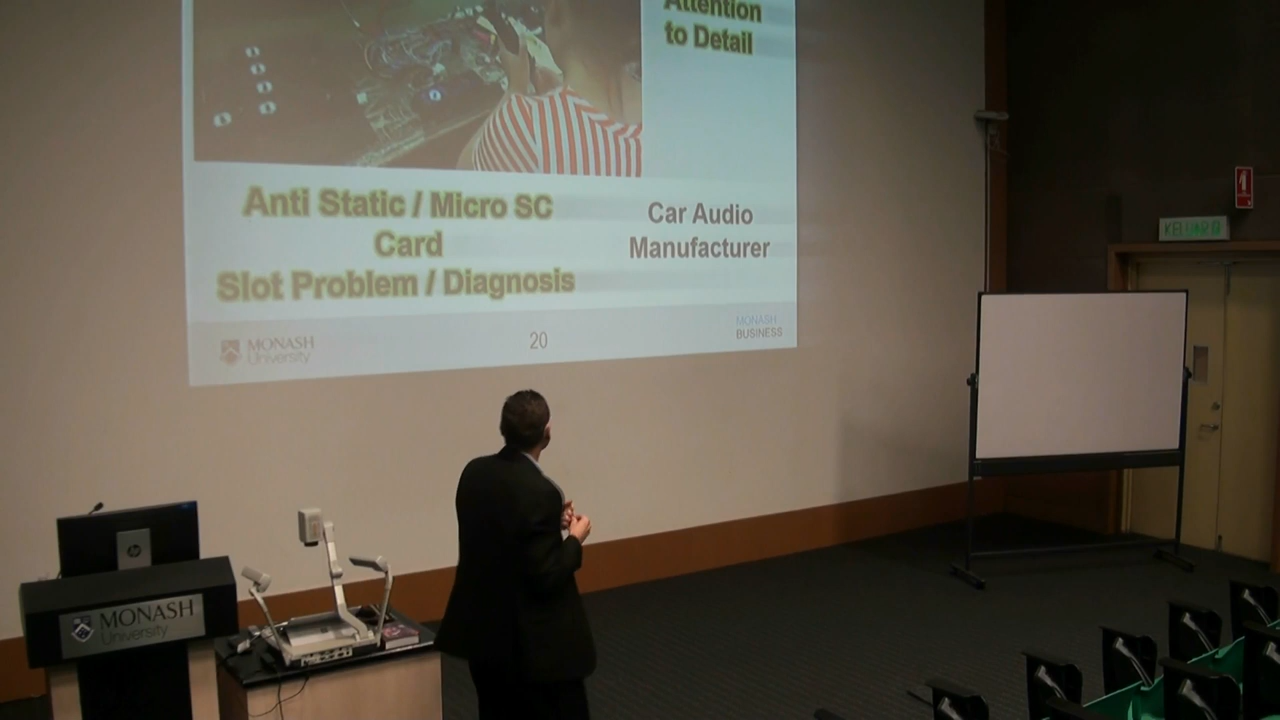 Attention
to Detail
Anti Static / Micro SC
Card
Slot Problem / Diagnosis
Car Audio
Manufacturer
MONASH
University
20
MONASH
BUSINESS
KELUAR
hp
MONASH
University